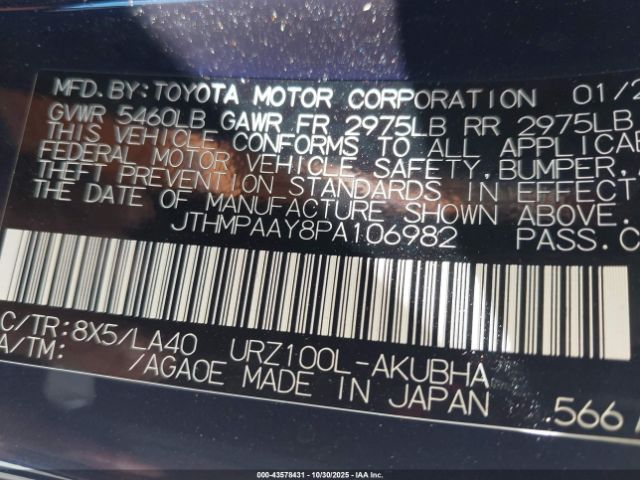 MFD. BY: TOYOTA MOTOR CORPORATION 01/2
GVWR 5460LB GAWR FR 2975LB RR 2975LB
THIS VEHICLE CONFORMS TO ALL APPLICAB
FEDERAL MOTOR VEHICLE SAFETY, BUMPER,
THEFT PREVENTION STANDARDS IN EFFECT
THE DATE OF MANUFACTURE SHOWN ABOVE.
JTHMPAAY8PA106982 PASS.C
C/TR:8X5/LA40 URZ100L-AKUBHA
A/TM: /AGA0E MADE IN JAPAN .566
000-43578431 - 10/30/2025 - IAA Inc.